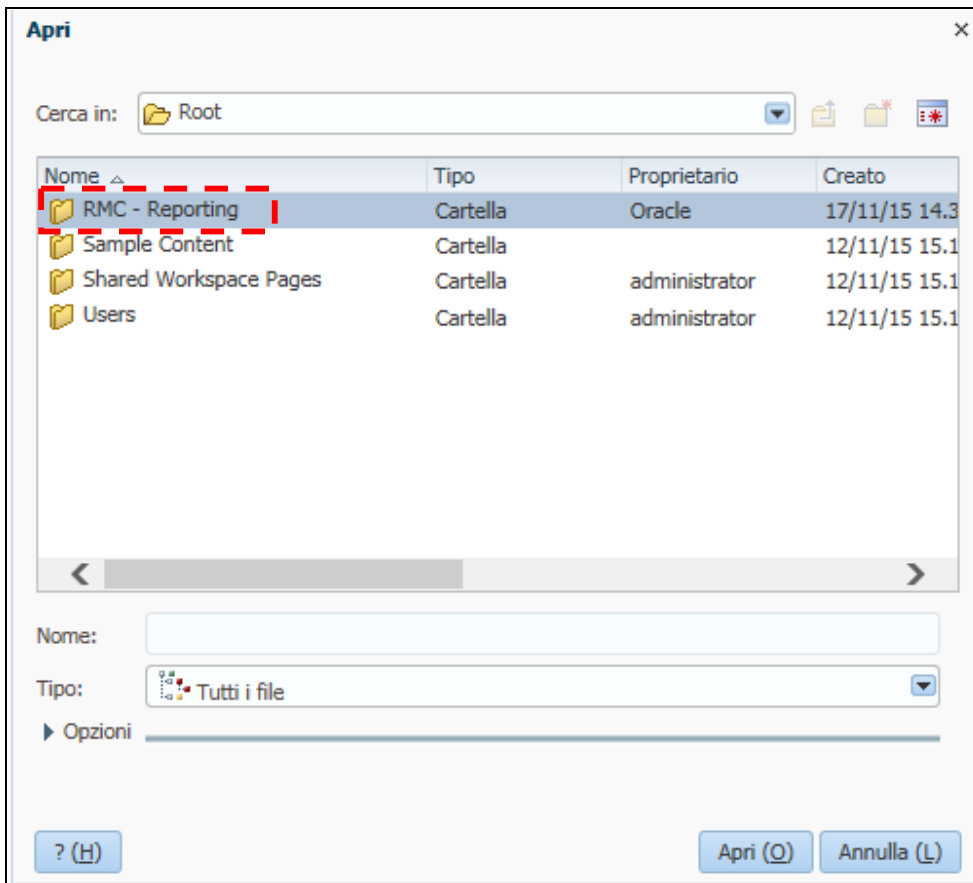 Apri
Cerca in: Root
Nome Tipo Proprietario Creato
RMC - Reporting Cartella Oracle 17/11/15 14.3
Sample Content Cartella 12/11/15 15.1
Shared Workspace Pages Cartella administrator 12/11/15 15.1
Users Cartella administrator 12/11/15 15.1
Nome:
Tipo: Tutti i file
Opzioni
? (H) Apri (O) Annulla (L)